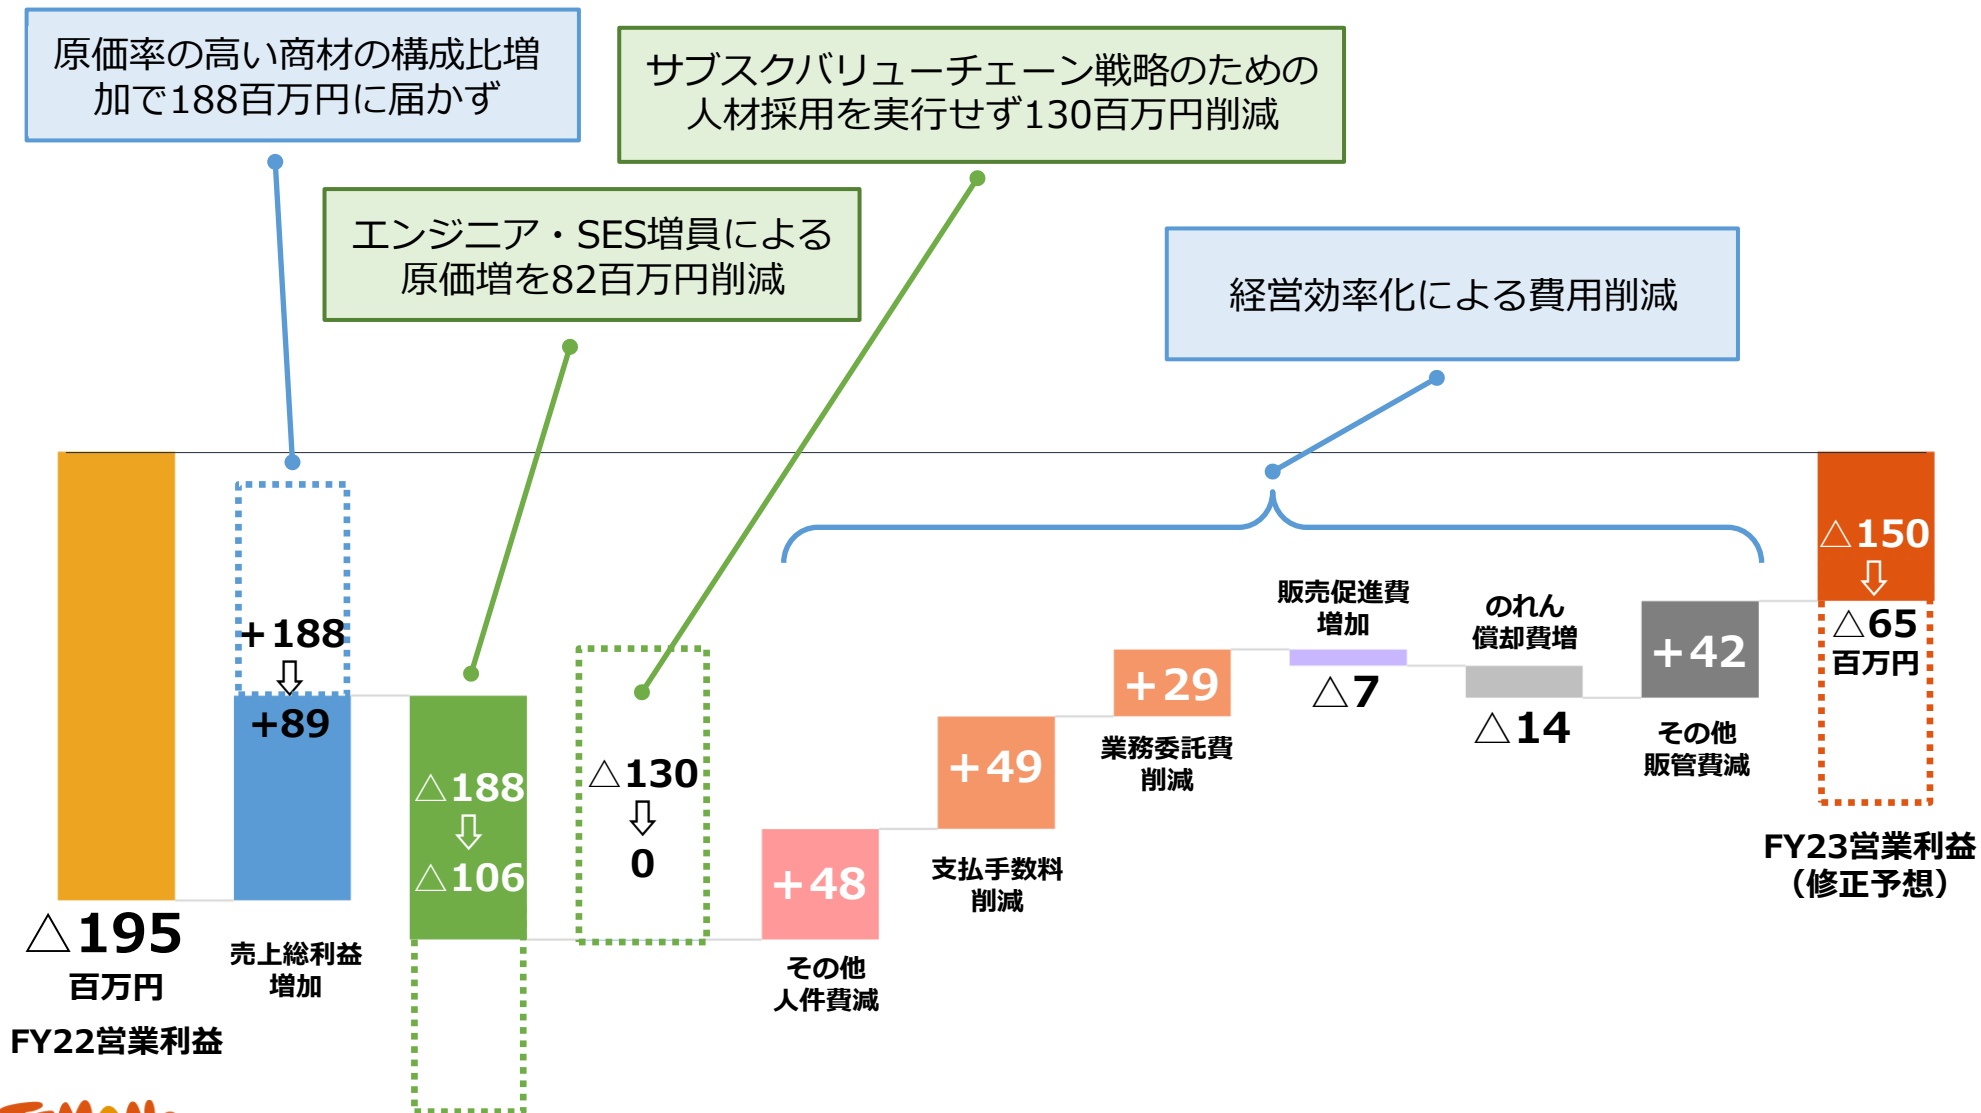 原価率の高い商材の構成比増
加で188百万円に届かず
サブスクバリューチェーン戦略のための
人材採用を実行せず130百万円削減
エンジニア・SES増員による
原価増を82百万円削減
経営効率化による費用削減
△195
百万円
FY22営業利益
+188
⇩
+89
売上総利益
増加
△188
⇩
△106
△130
⇩
0
+48
その他
人件費減
+49
支払手数料
削減
+29
業務委託費
削減
販売促進費
増加
△7
のれん
償却費増
△14
+42
その他
販管費減
△150
⇩
△65
百万円
FY23営業利益
（修正予想）